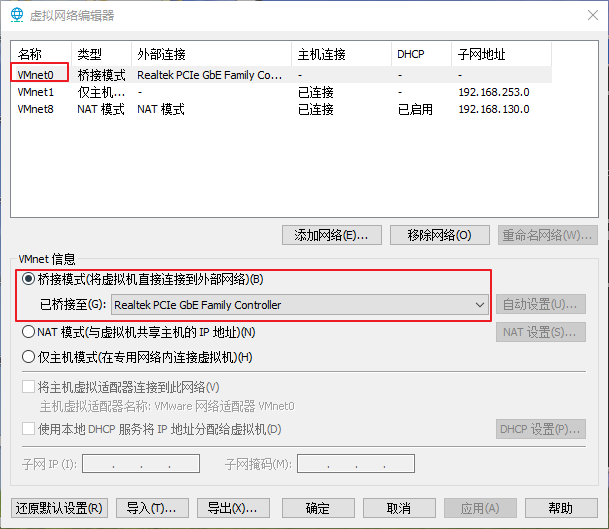 虚拟网络编辑器
名称 类型 外部连接 主机连接 DHCP 子网地址
VMnet0 桥接模式 Realtek PCIe GbE Family Co... - - -
VMnet1 仅主机... - 已连接 - 192.168.253.0
VMnet8 NAT 模式 NAT 模式 已连接 已启用 192.168.130.0
添加网络(E)... 移除网络(O) 重命名网络(W)...
VMnet 信息
桥接模式(将虚拟机直接连接到外部网络)(B)
已桥接至(G): Realtek PCIe GbE Family Controller 自动设置(U)...
NAT 模式(与虚拟机共享主机的 IP 地址)(N) NAT 设置(S)...
仅主机模式(在专用网络内连接虚拟机)(H)
将主机虚拟适配器连接到此网络(V)
主机虚拟适配器名称: VMware 网络适配器 VMnet0
使用本地 DHCP 服务将 IP 地址分配给虚拟机(D) DHCP 设置(P)...
子网 IP (I): . . . 子网掩码(M): . . .
还原默认设置(R) 导入(T)... 导出(X)... 确定 取消 应用(A) 帮助